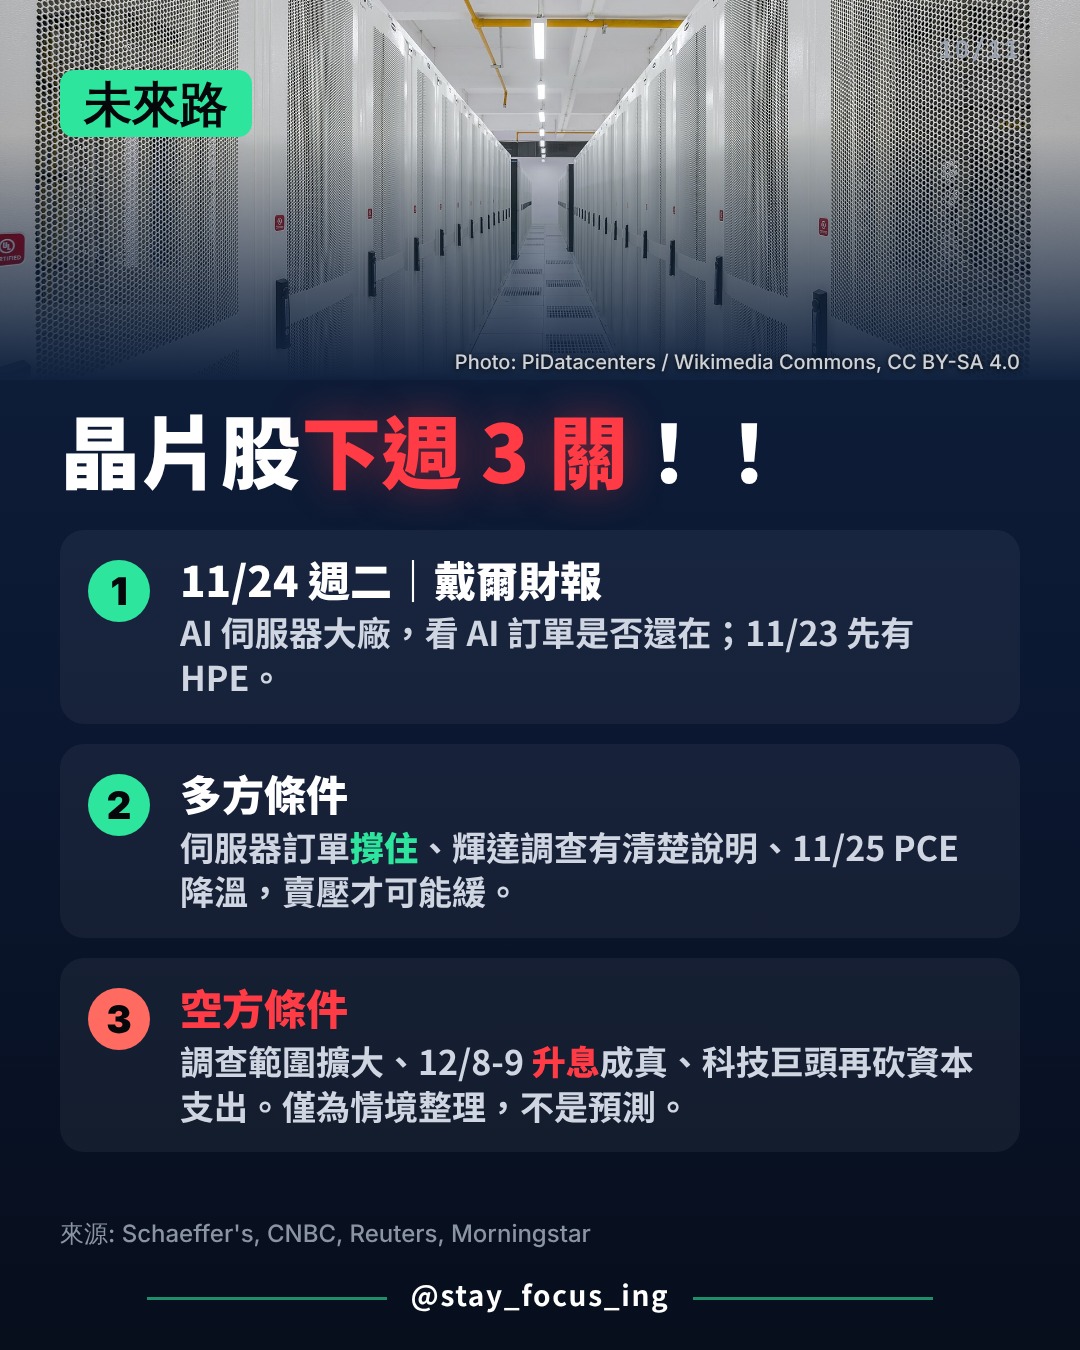 未來路
Photo: PiDatacenters / Wikimedia Commons, CC BY-SA 4.0
晶片股下週 3 關！！
1
11/24 週二｜戴爾財報
AI 伺服器大廠，看 AI 訂單是否還在；11/23 先有
HPE。
2
多方條件
伺服器訂單撐住、輝達調查有清楚說明、11/25 PCE
降溫，賣壓才可能緩。
3
空方條件
調查範圍擴大、12/8-9 升息成真、科技巨頭再砍資本
支出。僅為情境整理，不是預測。
來源: Schaeffer's, CNBC, Reuters, Morningstar
@stay_focus_ing